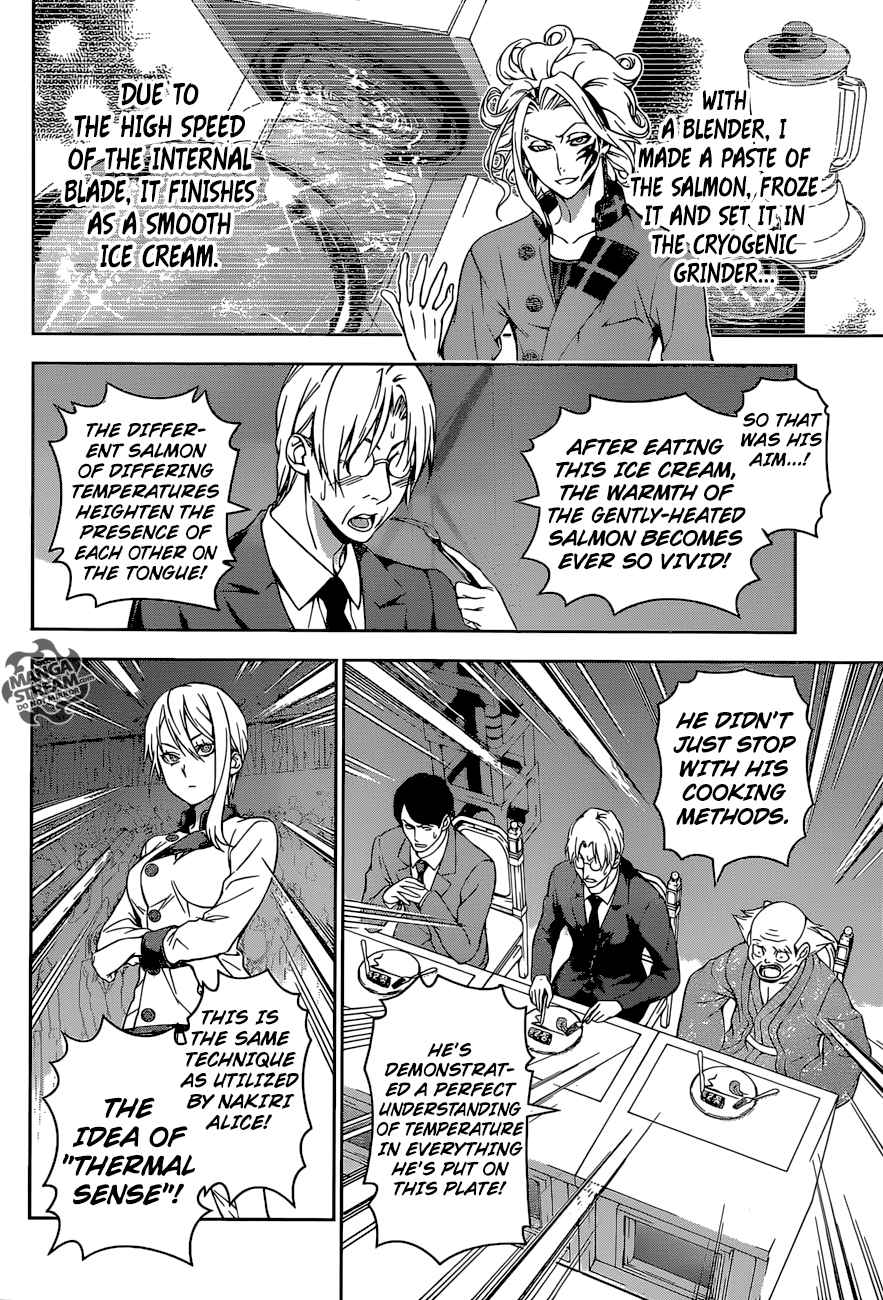 WITH
A BLENDER, I
MADE A PASTE OF
THE SALMON, FROZE
IT AND SET IT IN
THE CRYOGENIC
GRINDER...
DUE TO
THE HIGH SPEED
OF THE INTERNAL
BLADE, IT FINISHES
AS A SMOOTH
ICE CREAM.
SO THAT
WAS HIS
AIM...!
AFTER EATING
THIS ICE CREAM,
THE WARMTH OF
THE GENTLY-HEATED
SALMON BECOMES
EVER SO VIVID!
THE DIFFER-
ENT SALMON
OF DIFFERING
TEMPERATURES
HEIGHTEN THE
PRESENCE OF
EACH OTHER ON
THE TONGUE!
HE DIDN'T
JUST STOP
WITH HIS
COOKING
METHODS.
HE'S
DEMONSTRAT-
ED A PERFECT
UNDERSTANDING
OF TEMPERATURE
IN EVERYTHING
HE'S PUT ON
THIS PLATE!
MANGA
STREAM.com
DO NOT MIRROR
THIS IS
THE SAME
TECHNIQUE
AS UTILIZED
BY NAKIRI
ALICE!
THE
IDEA OF
"THERMAL
SENSE"!